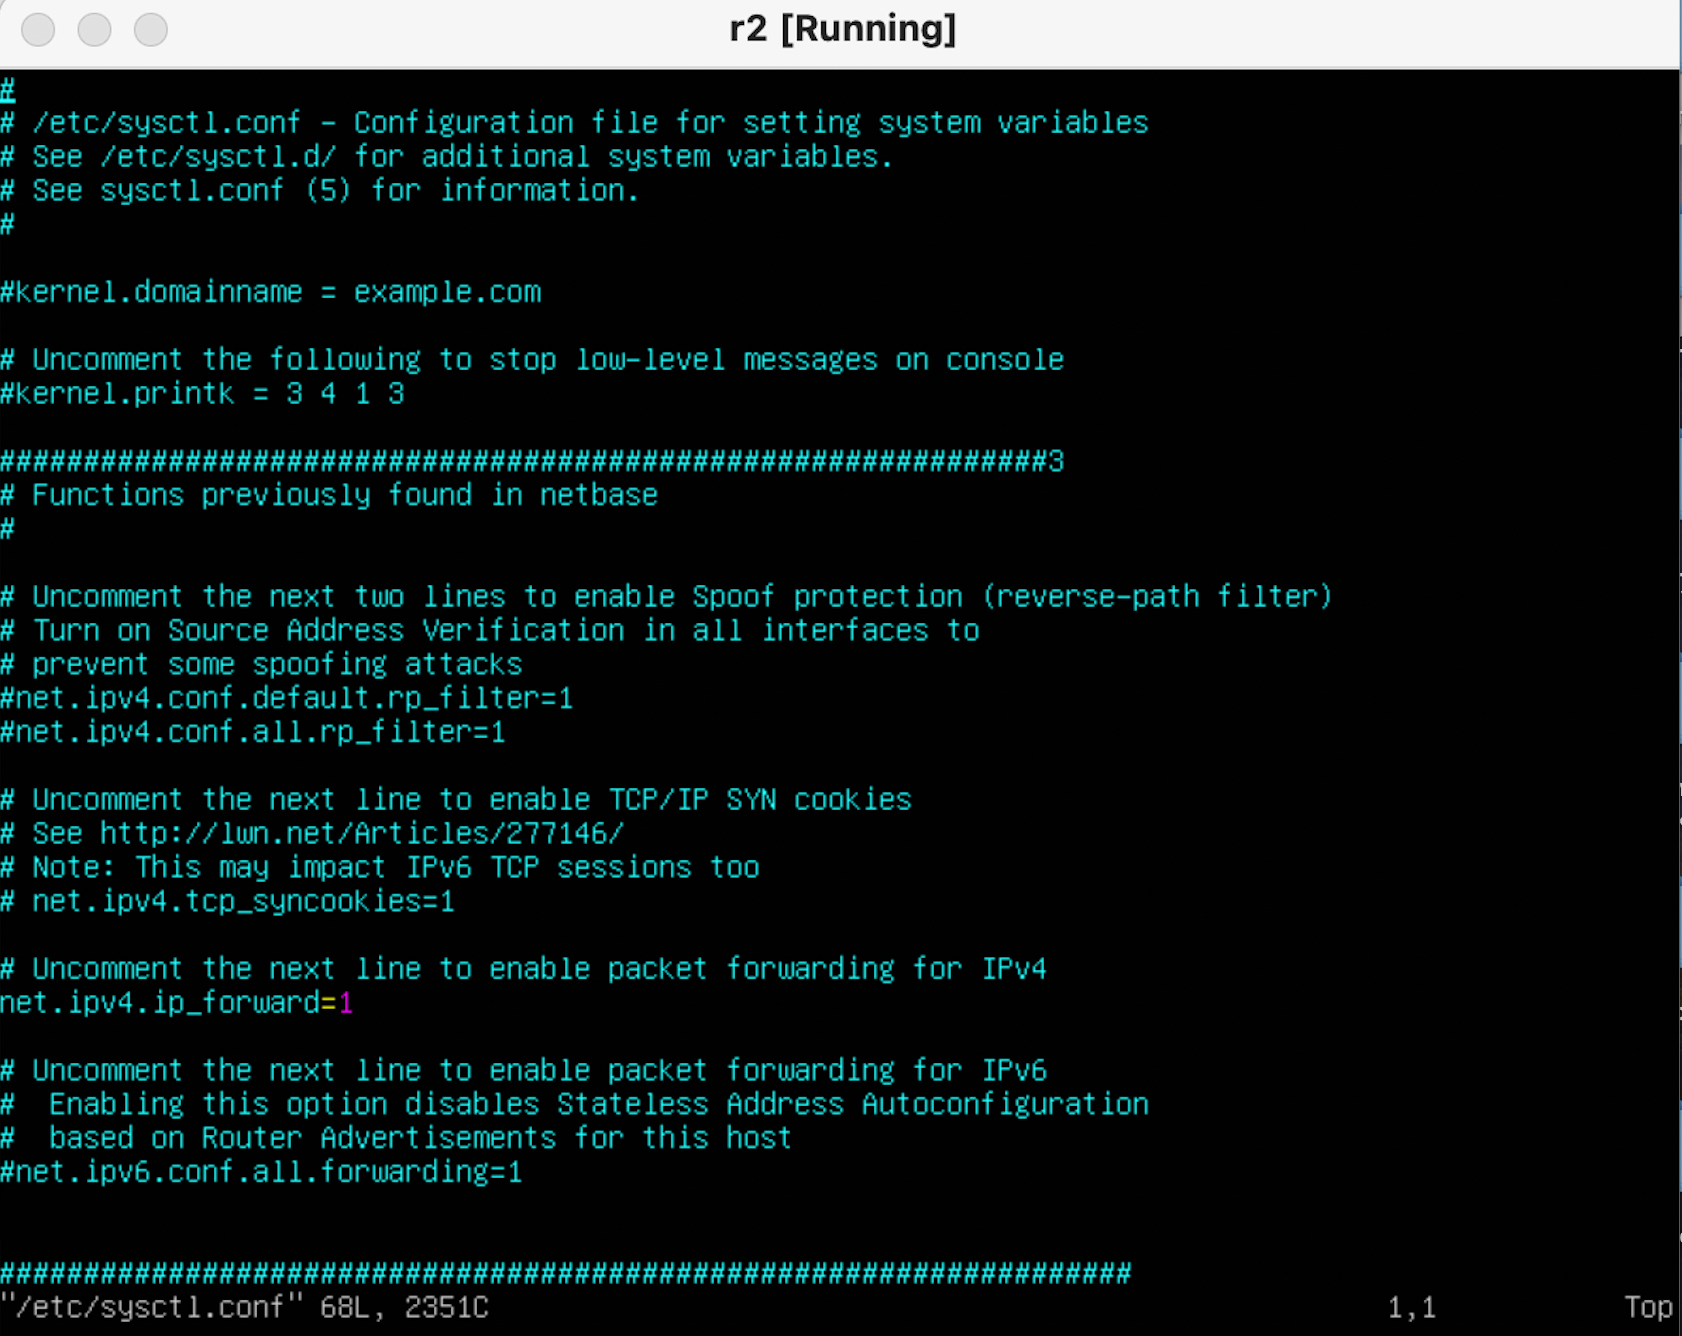 r2 [Running]
#
# /etc/sysctl.conf - Configuration file for setting system variables
# See /etc/sysctl.d/ for additional system variables.
# See sysctl.conf (5) for information.
#
#kernel.domainname = example.com
# Uncomment the following to stop low-level messages on console
#kernel.printk = 3 4 1 3
##############################################################3
# Functions previously found in netbase
#
# Uncomment the next two lines to enable Spoof protection (reverse-path filter)
# Turn on Source Address Verification in all interfaces to
# prevent some spoofing attacks
#net.ipv4.conf.default.rp_filter=1
#net.ipv4.conf.all.rp_filter=1
# Uncomment the next line to enable TCP/IP SYN cookies
# See http://lwn.net/Articles/277146/
# Note: This may impact IPv6 TCP sessions too
# net.ipv4.tcp_syncookies=1
# Uncomment the next line to enable packet forwarding for IPv4
net.ipv4.ip_forward=1
# Uncomment the next line to enable packet forwarding for IPv6
#  Enabling this option disables Stateless Address Autoconfiguration
#  based on Router Advertisements for this host
#net.ipv6.conf.all.forwarding=1
###################################################################
"/etc/sysctl.conf" 68L, 2351C 1,1 Top